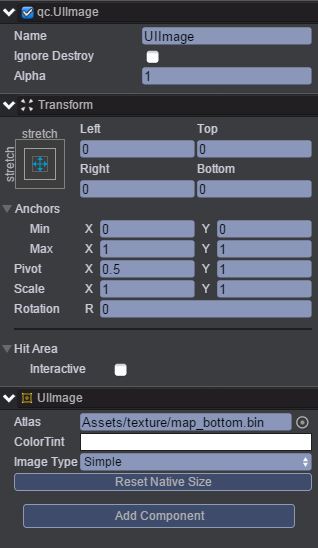 qc.UIImage
Name UIImage
Ignore Destroy
Alpha 1
Transform
stretch
stretch
Left Top
0 0
Right Bottom
0 0
Anchors
Min X 0 Y 0
Max X 1 Y 1
Pivot X 0.5 Y 1
Scale X 1 Y 1
Rotation R 0
Hit Area
Interactive
UIImage
Atlas Assets/texture/map_bottom.bin
ColorTint
Image Type Simple
Reset Native Size
Add Component